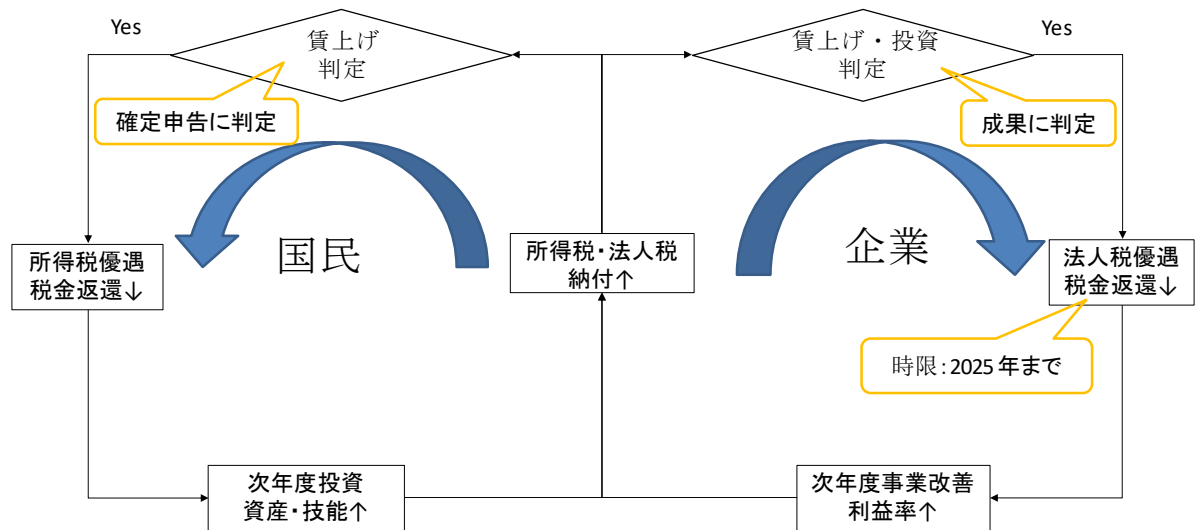 Yes
賃上げ
判定
賃上げ・投資
判定
Yes
確定申告に判定
成果に判定
国民
企業
所得税優遇
税金返還↓
所得税・法人税
納付↑
法人税優遇
税金返還↓
時限：2025年まで
次年度投資
資産・技能↑
次年度事業改善
利益率↑